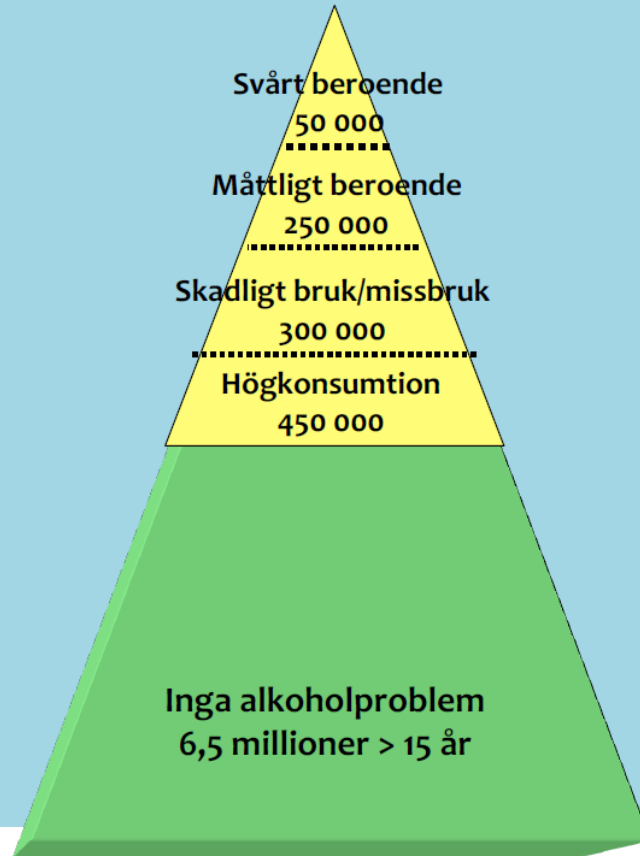 Svårt beroende
50 000
Måttligt beroende
250 000
Skadligt bruk/missbruk
300 000
Högkonsumtion
450 000
Inga alkoholproblem
6,5 millioner > 15 år